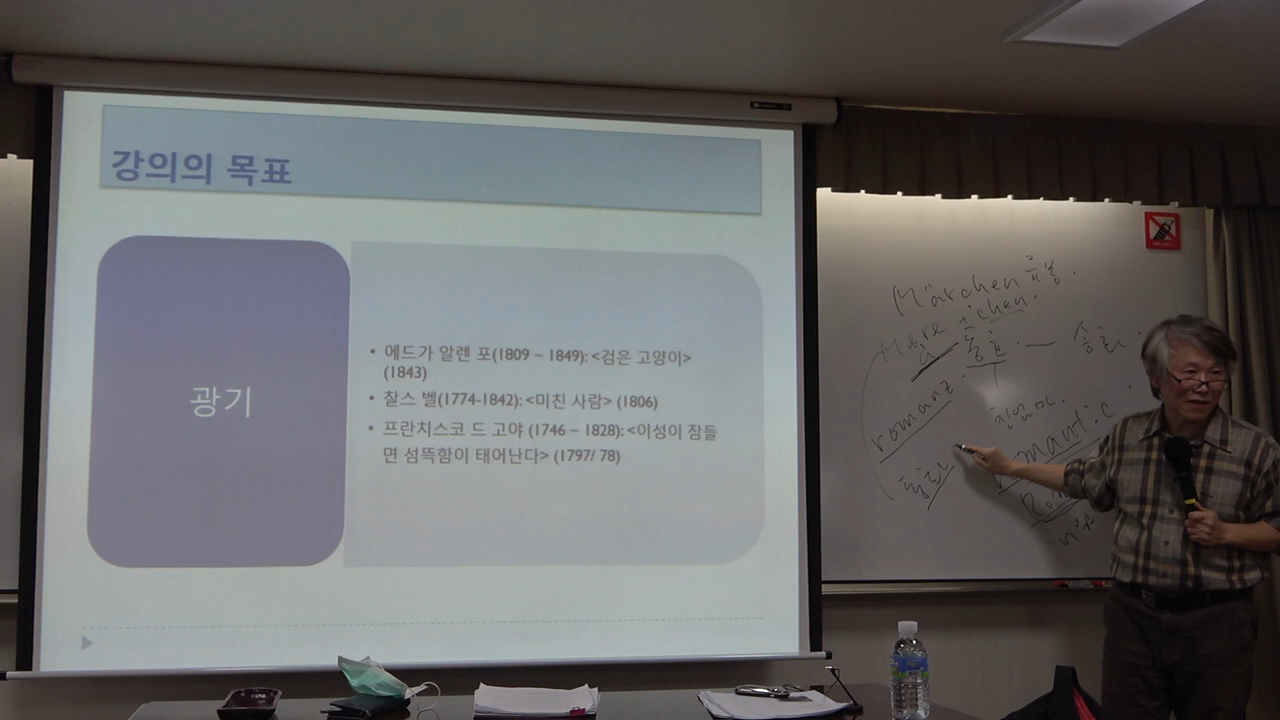 강의의 목표
광기
• 에드가 알렌 포(1809 ~ 1849): <검은 고양이>
(1843)
• 찰스 벨(1774-1842): <미친 사람> (1806)
• 프란치스코 드 고야 (1746 ~ 1828): <이성이 잠들
면 섬뜩함이 태어난다> (1797/ 78)
Märchen
Märe + chen.
romanz.
romantic